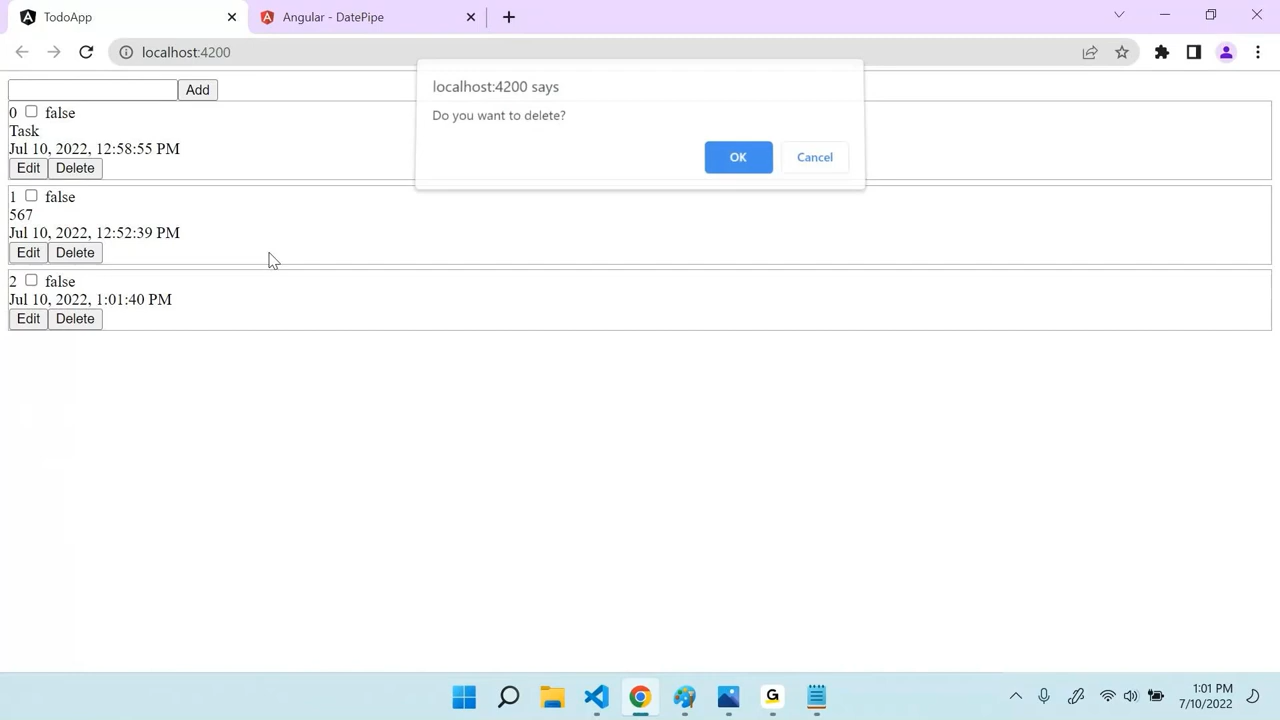 TodoApp
Angular - DatePipe
localhost:4200
Add
localhost:4200 says
Do you want to delete?
OK Cancel
0 false
Task
Jul 10, 2022, 12:58:55 PM
Edit Delete
1 false
567
Jul 10, 2022, 12:52:39 PM
Edit Delete
2 false
Jul 10, 2022, 1:01:40 PM
Edit Delete
G
1:01 PM
7/10/2022